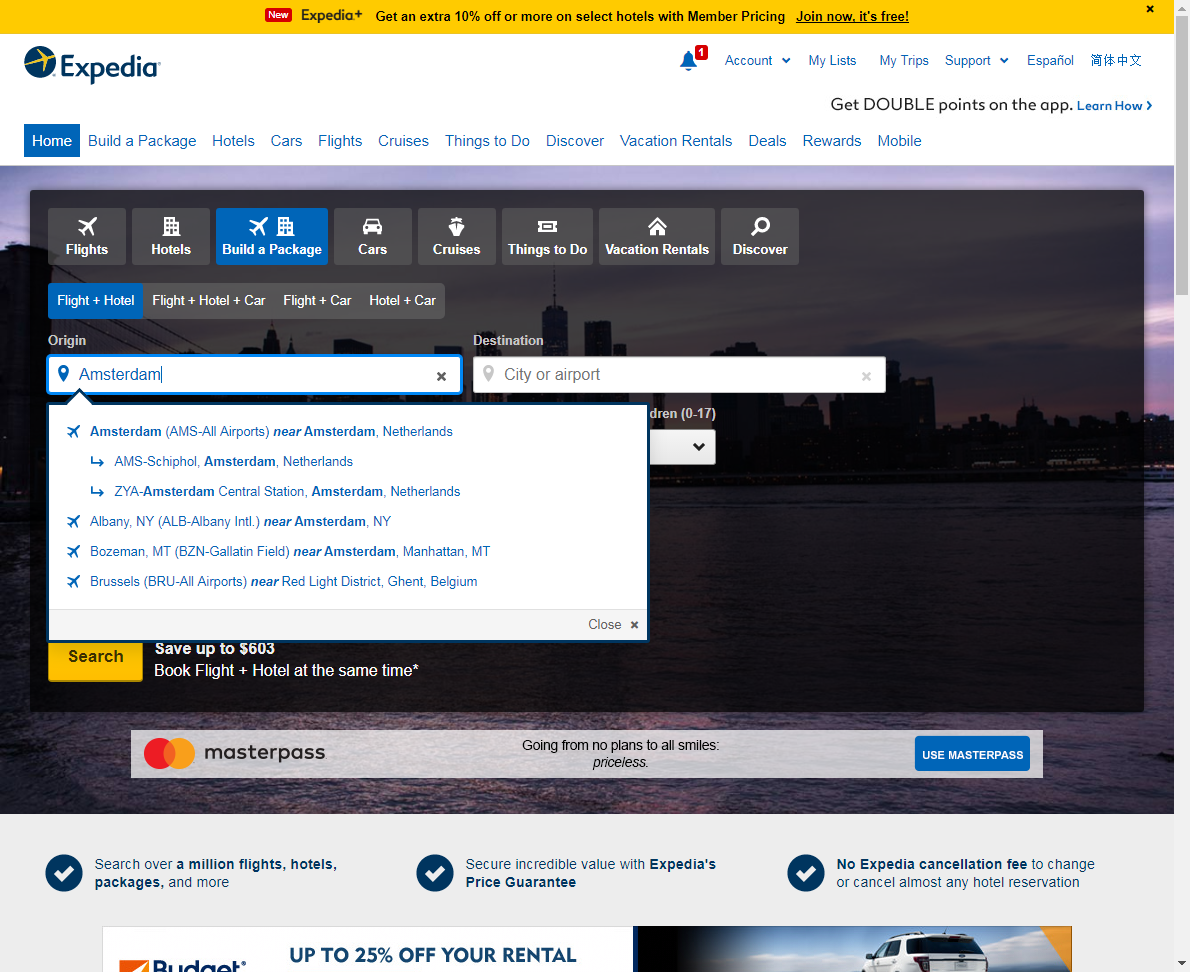 New Expedia+ Get an extra 10% off or more on select hotels with Member Pricing Join now, it's free!
Expedia
1 Account My Lists My Trips Support Español 简体中文
Get DOUBLE points on the app. Learn How
Home Build a Package Hotels Cars Flights Cruises Things to Do Discover Vacation Rentals Deals Rewards Mobile
Flights Hotels Build a Package Cars Cruises Things to Do Vacation Rentals Discover
Flight + Hotel Flight + Hotel + Car Flight + Car Hotel + Car
Origin Destination
Amsterdam City or airport
dren (0-17)
Amsterdam (AMS-All Airports) near Amsterdam, Netherlands
AMS-Schiphol, Amsterdam, Netherlands
ZYA-Amsterdam Central Station, Amsterdam, Netherlands
Albany, NY (ALB-Albany Intl.) near Amsterdam, NY
Bozeman, MT (BZN-Gallatin Field) near Amsterdam, Manhattan, MT
Brussels (BRU-All Airports) near Red Light District, Ghent, Belgium
Close
Search Save up to $603
Book Flight + Hotel at the same time*
masterpass Going from no plans to all smiles:
priceless.
USE MASTERPASS
Search over a million flights, hotels,
packages, and more
Secure incredible value with Expedia's
Price Guarantee
No Expedia cancellation fee to change
or cancel almost any hotel reservation
Budget UP TO 25% OFF YOUR RENTAL